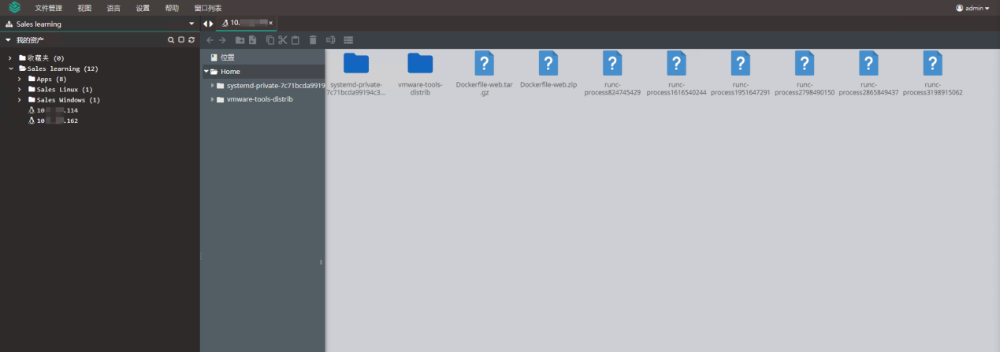 文件管理 视图 语言 设置 帮助 窗口列表 admin
Sales learning
10.
我的资产
收藏夹 (0)
Sales learning (12)
Apps (8)
Sales Linux (1)
Sales Windows (1)
10 .114
10 .162
位置
Home
systemd-private-7c71bcda9919
vmware-tools-distrib
systemd-private-
7c71bcda99194c3...
vmware-tools-
distrib
Dockerfile-web.tar
.gz
Dockerfile-web.zip
runc-
process824745429
runc-
process1616540244
runc-
process1951647291
runc-
process2798490150
runc-
process2865849437
runc-
process3198915062